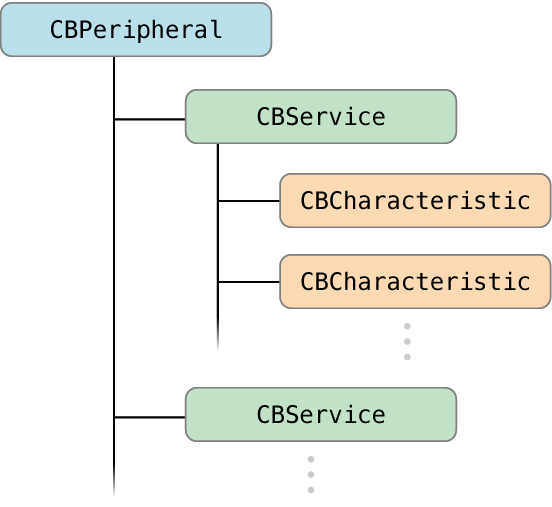 CBPeripheral
CBService
CBCharacteristic
CBCharacteristic
CBService